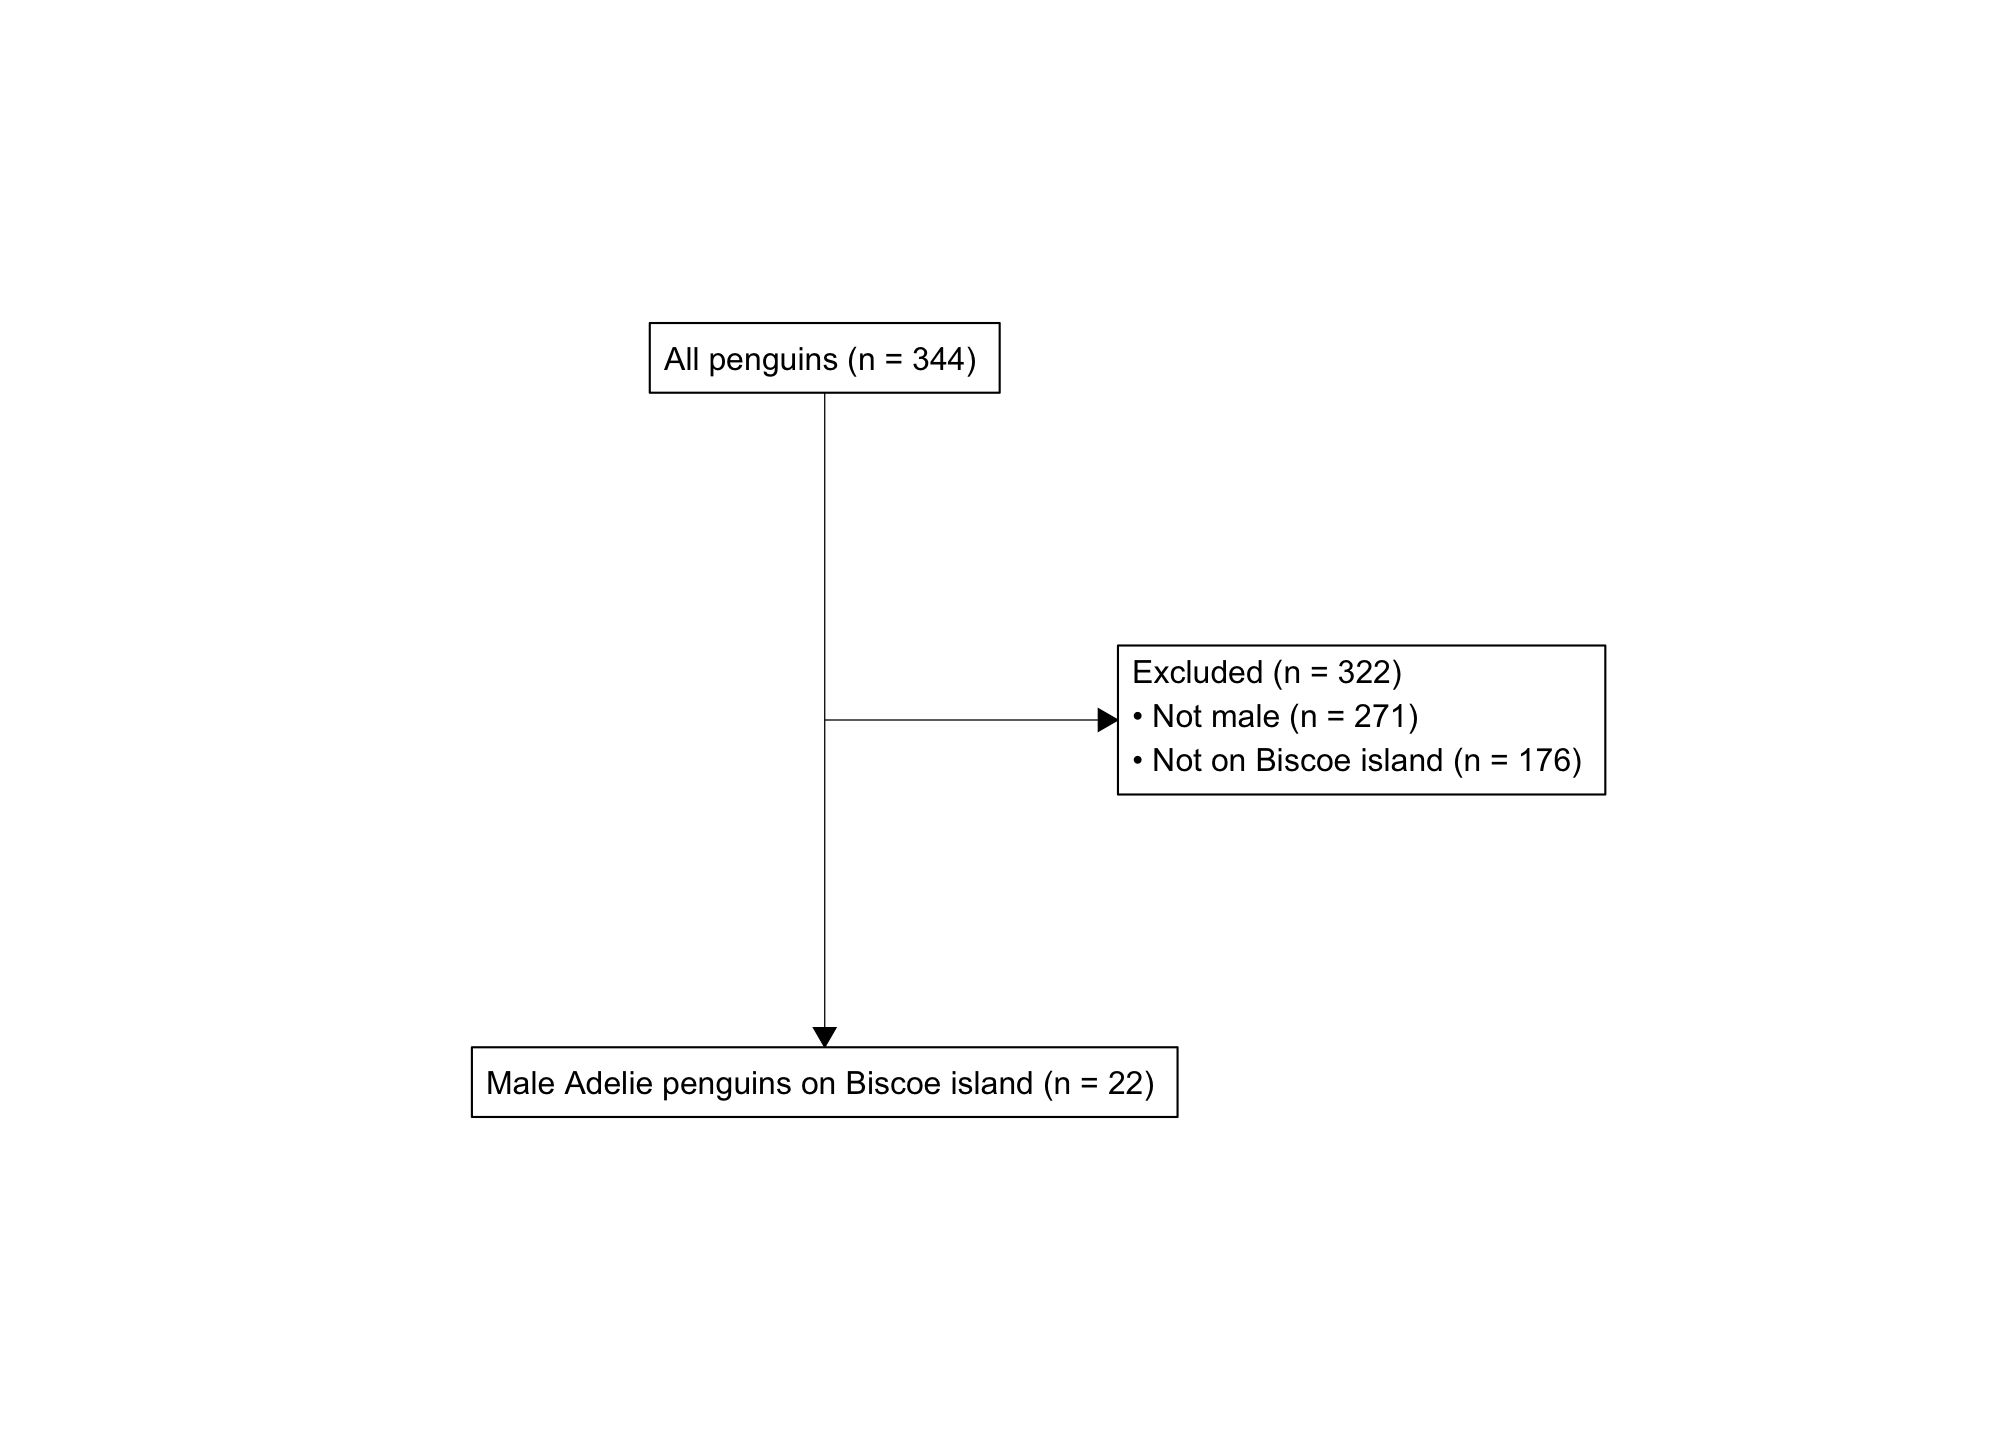 All penguins (n = 344)
Excluded (n = 322)
• Not male (n = 271)
• Not on Biscoe island (n = 176)
Male Adelie penguins on Biscoe island (n = 22)